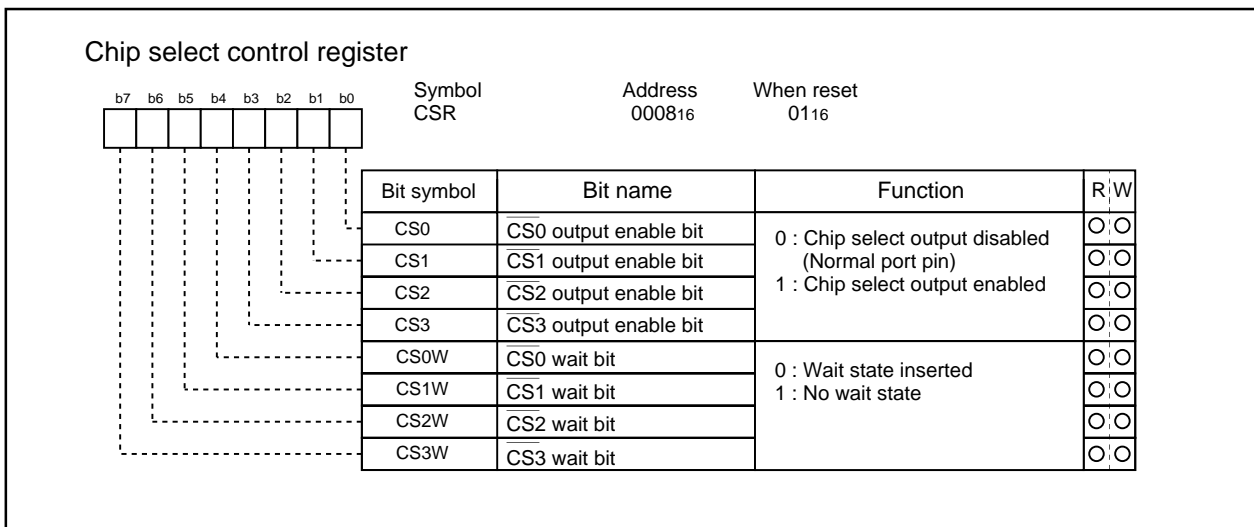 Chip select control register
b7 b6 b5 b4 b3 b2 b1 b0
Symbol Address When reset
CSR 000816 0116
Bit symbol Bit name Function R W
CS0 CS0 output enable bit 0 : Chip select output disabled
(Normal port pin)
1 : Chip select output enabled
CS1 CS1 output enable bit
CS2 CS2 output enable bit
CS3 CS3 output enable bit
CS0W CS0 wait bit 0 : Wait state inserted
1 : No wait state
CS1W CS1 wait bit
CS2W CS2 wait bit
CS3W CS3 wait bit